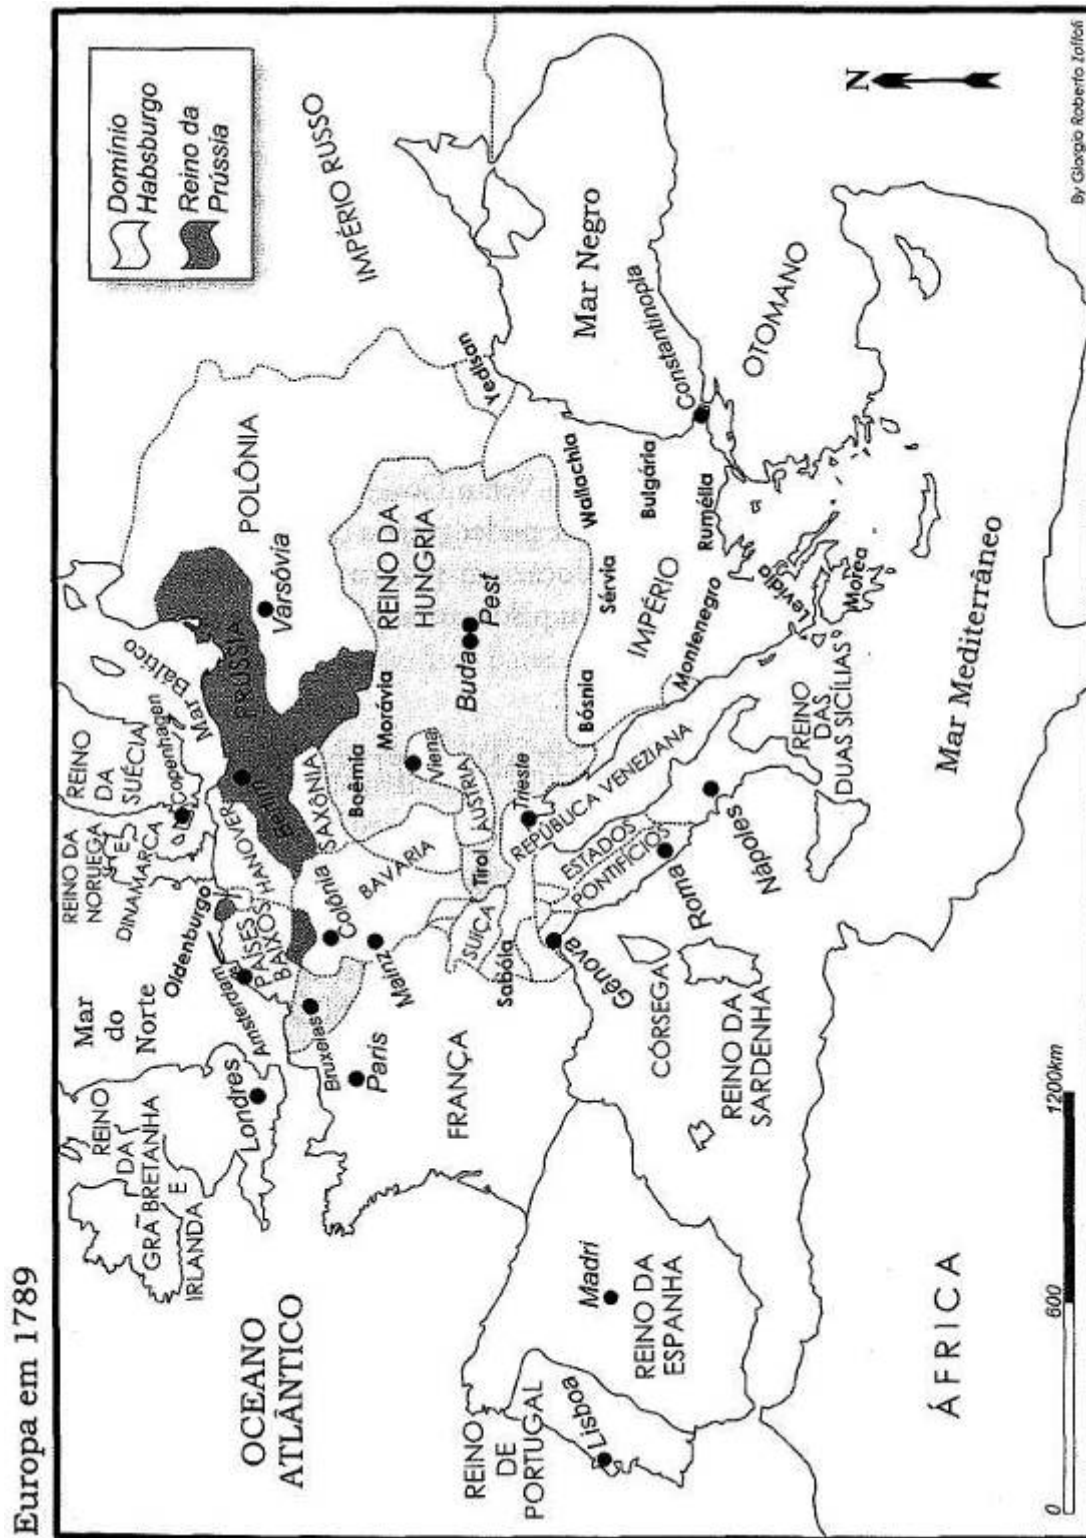 Europa em 1789
Domínio
Habsburgo
Reino da
Prússia
OCEANO
ATLÂNTICO
REINO
DA
GRÃ BRETANHA
E
IRLANDA
Londres
Mar
do
Norte
REINO DA
NORUEGA
E
DINAMARCA
REINO
DA
SUÉCIA
Copenhagen
Mar Báltico
Oldenburgo
Amsterdam
PAÍSES
BAIXOS
HANOVER
Berlin
PRÚSSIA
POLÔNIA
Varsóvia
IMPÉRIO RUSSO
Bruxelas
Colônia
SAXÔNIA
Paris
Mainz
BAVÁRIA
Boêmia
Morávia
Viena
REINO DA
HUNGRIA
Buda
Pest
Yedisan
FRANÇA
SUÍÇA
Tirol
ÁUSTRIA
Sabóia
Trieste
REPÚBLICA VENEZIANA
Gênova
ESTADOS
PONTIFÍCIOS
Bósnia
Sérvia
Wallachia
Bulgária
IMPÉRIO
OTOMANO
Montenegro
Rumélia
Constantinopla
Mar Negro
Levidia
Morea
REINO
DE
PORTUGAL
Lisboa
Madri
REINO DA
ESPANHA
CÓRSEGA
REINO DA
SARDENHA
Roma
Nápoles
REINO
DAS
DUAS SICÍLIAS
Mar Mediterrâneo
ÁFRICA
0
600
1200km
N
By Giorgio Roberto Zaffoli